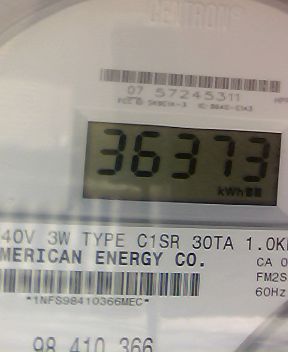 CENTRON®
07 57245311
36373
kWh
40V 3W TYPE C1SR 30TA 1.0K
MERICAN ENERGY CO.
CA 0
FM2S
60Hz
*1NFS98410366MEC*
98 410 366